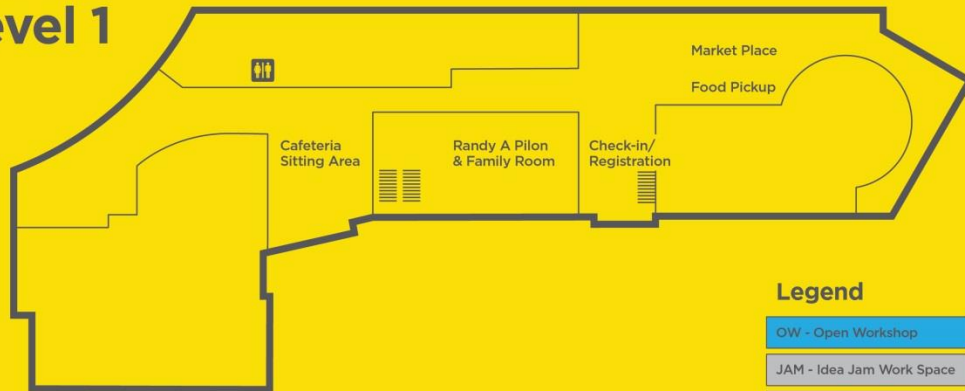 evel 1
Market Place
Food Pickup
Cafeteria
Sitting Area
Randy A Pilon
& Family Room
Check-in/
Registration
Legend
OW - Open Workshop
JAM - Idea Jam Work Space